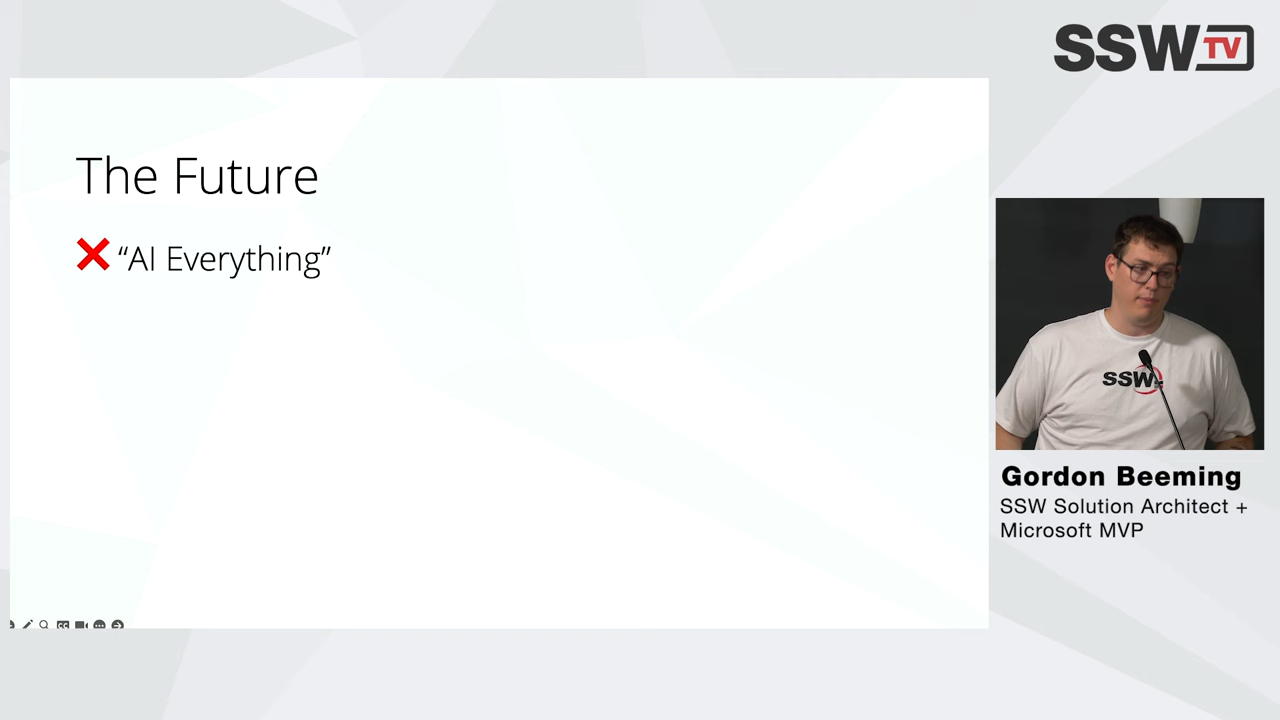 SSW TV
The Future
❌ “AI Everything”
SSW
Gordon Beeming
SSW Solution Architect +
Microsoft MVP